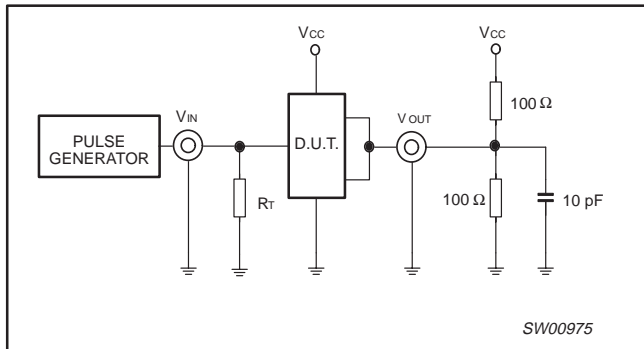 VCC
VCC
100 Ω
VIN
VOUT
PULSE
GENERATOR
D.U.T.
RT
100 Ω
10 pF
SW00975